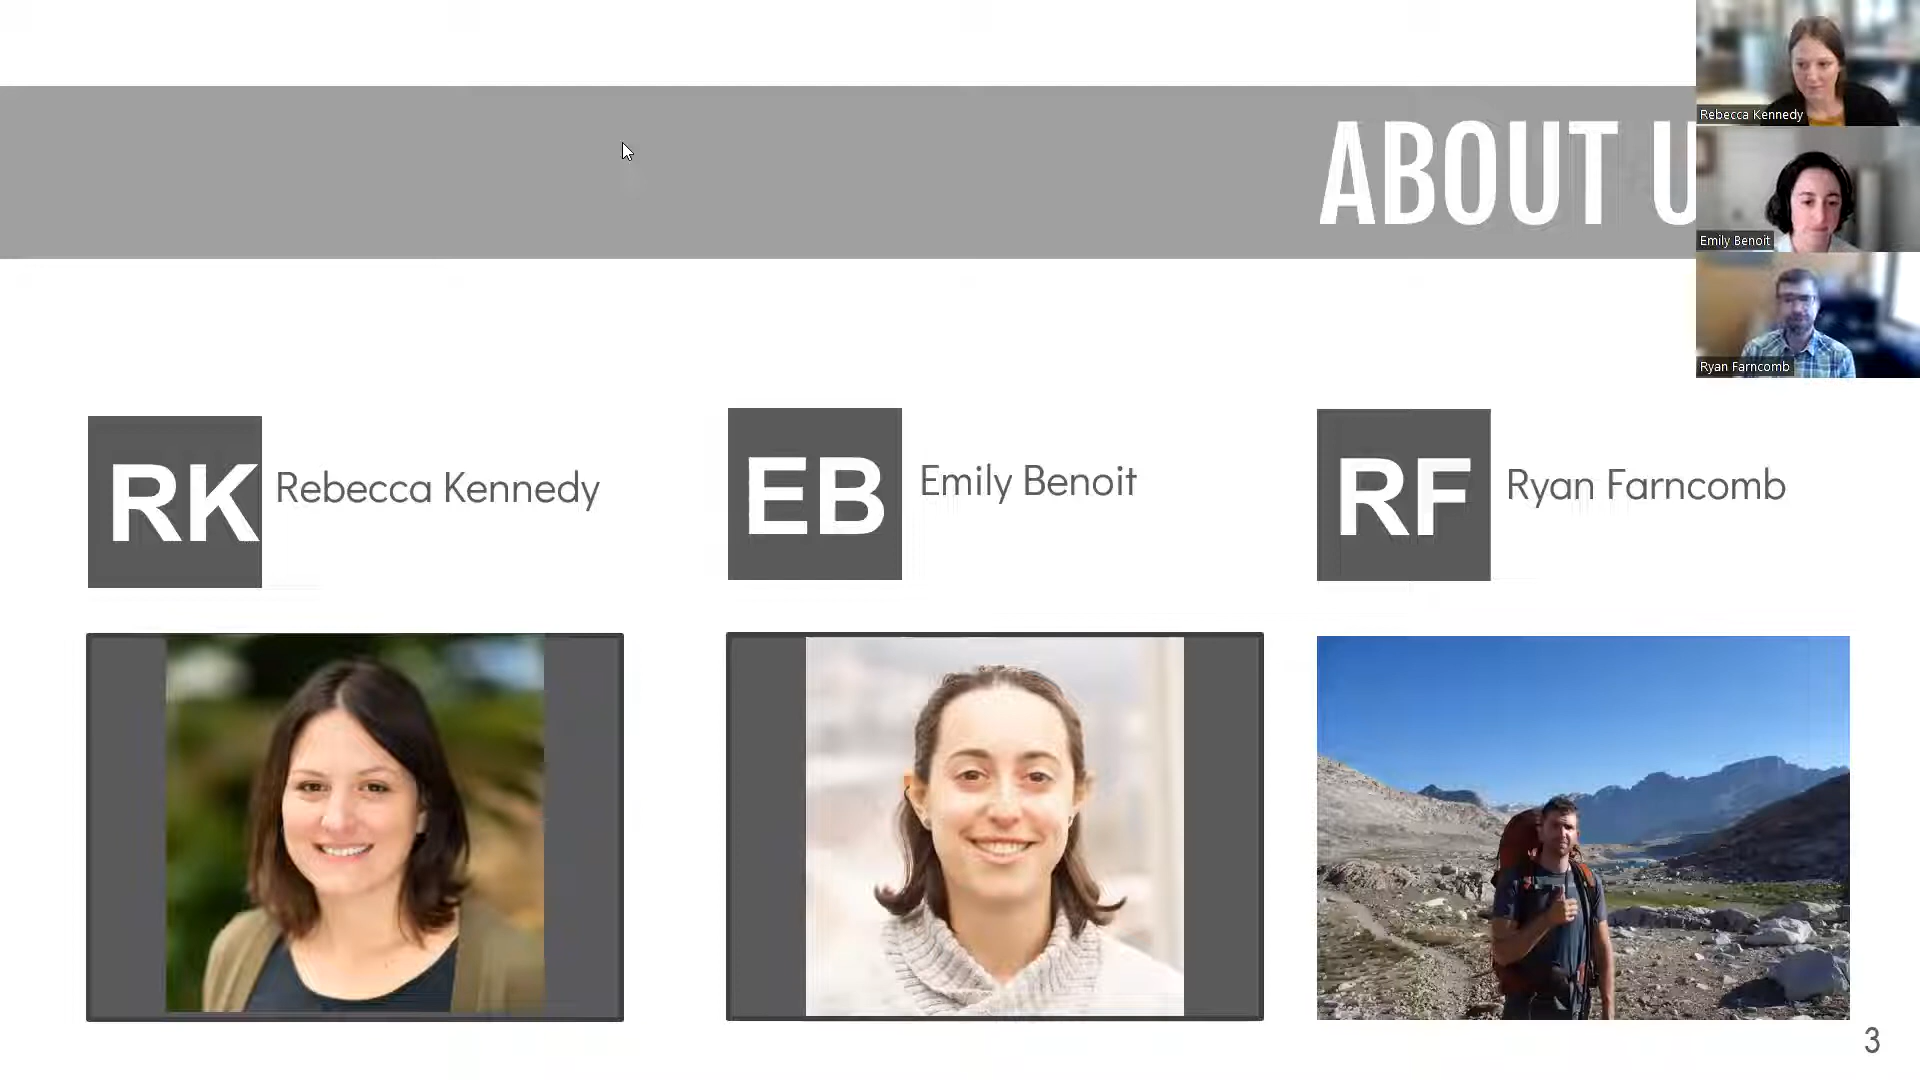 ABOUT U
Rebecca Kennedy
Emily Benoit
Ryan Farncomb
RK
Rebecca Kennedy
EB
Emily Benoit
RF
Ryan Farncomb
3